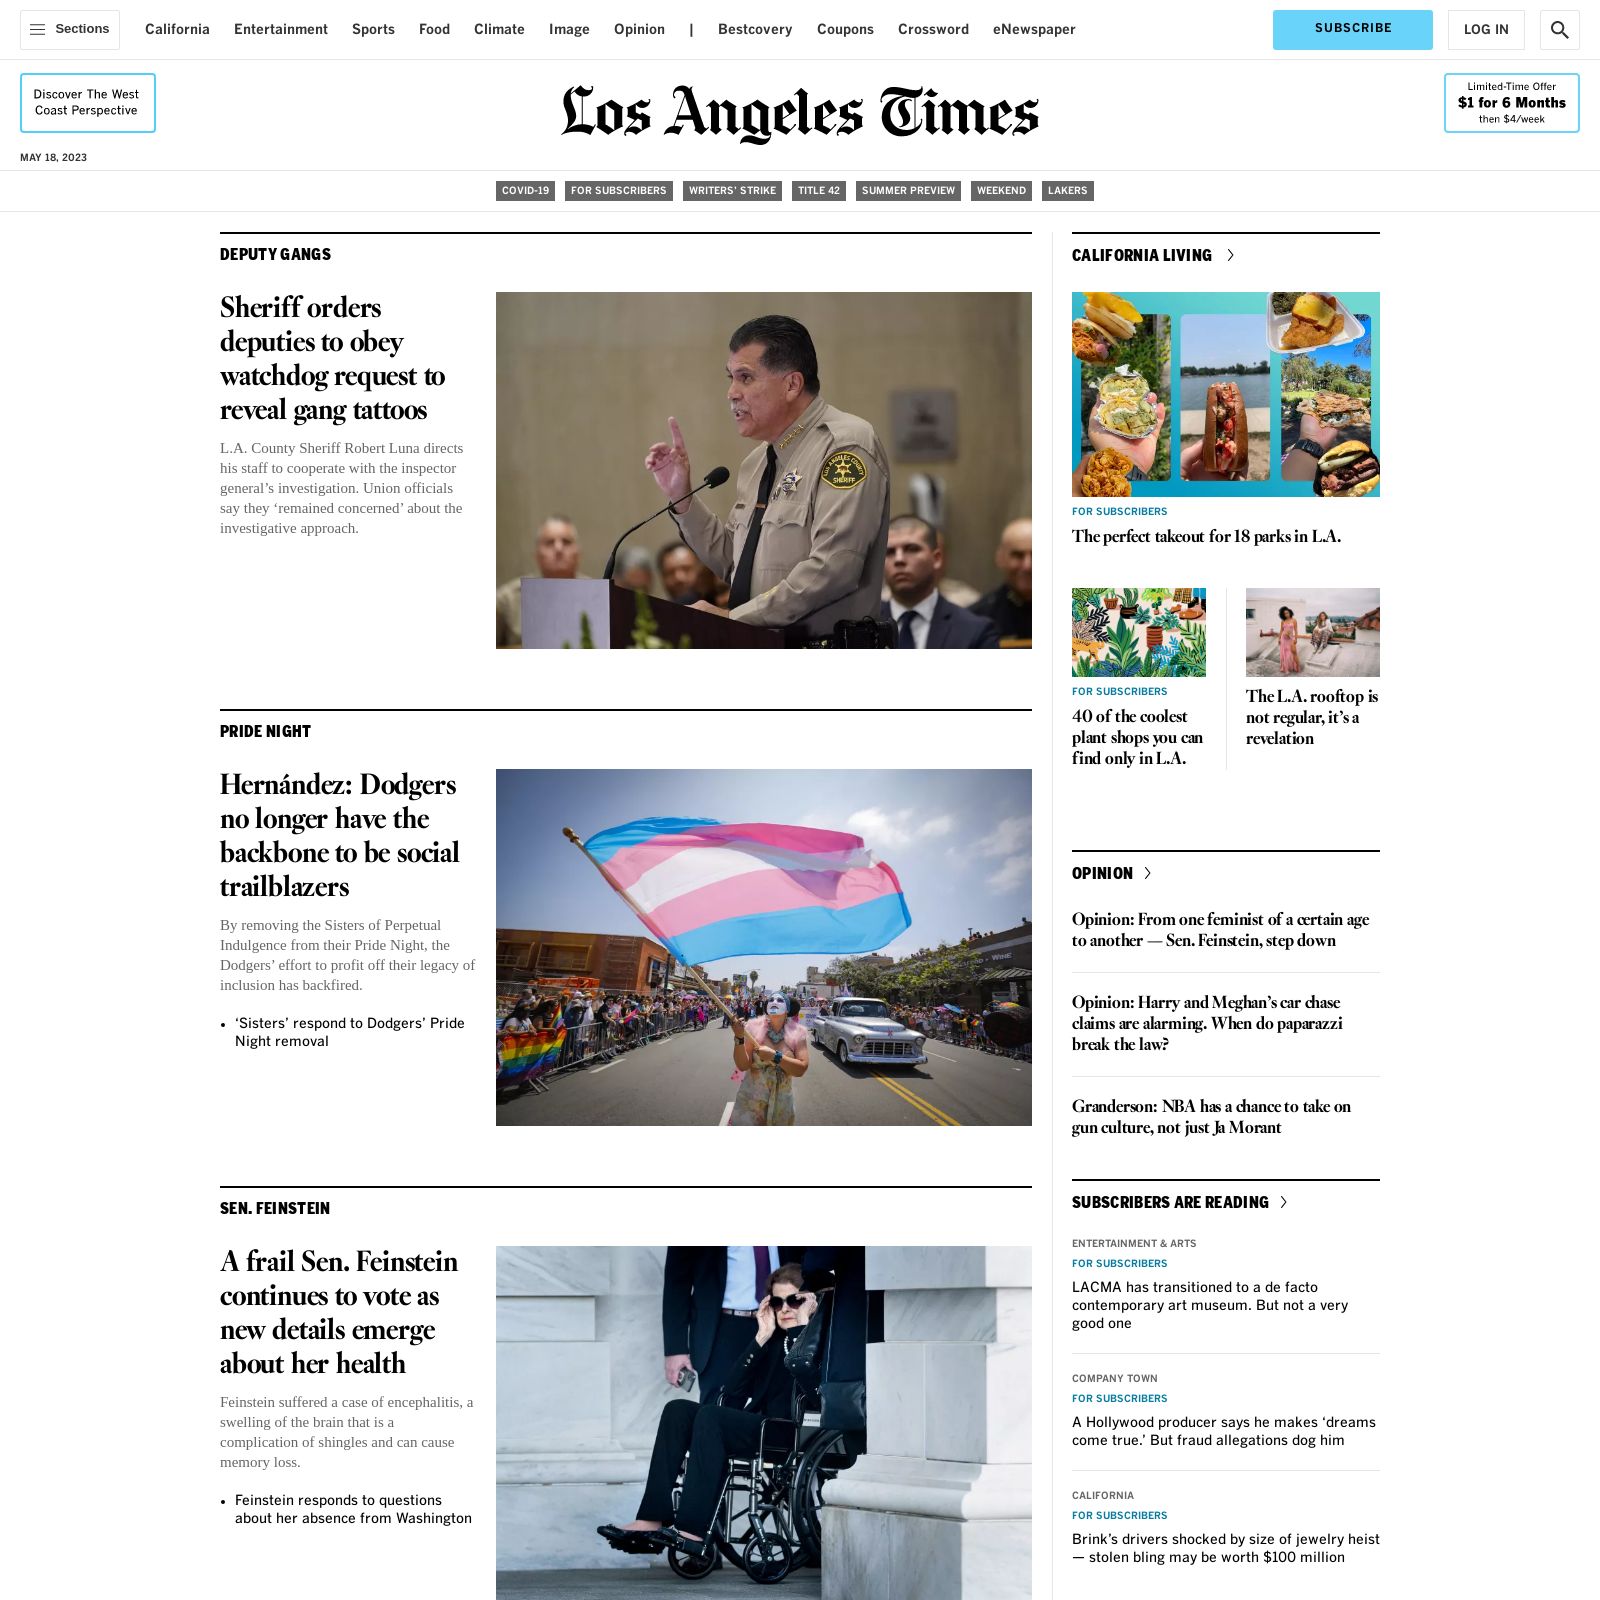 Sections
California Entertainment Sports Food Climate Image Opinion | Bestcovery Coupons Crossword eNewspaper
SUBSCRIBE
LOG IN
Discover The West
Coast Perspective
Los Angeles Times
Limited-Time Offer
$1 for 6 Months
then $4/week
MAY 18, 2023
COVID-19 FOR SUBSCRIBERS WRITERS' STRIKE TITLE 42 SUMMER PREVIEW WEEKEND LAKERS
DEPUTY GANGS
Sheriff orders
deputies to obey
watchdog request to
reveal gang tattoos
L.A. County Sheriff Robert Luna directs
his staff to cooperate with the inspector
general’s investigation. Union officials
say they ‘remained concerned’ about the
investigative approach.
LOS ANGELES COUNTY
SHERIFF
PRIDE NIGHT
Hernández: Dodgers
no longer have the
backbone to be social
trailblazers
By removing the Sisters of Perpetual
Indulgence from their Pride Night, the
Dodgers’ effort to profit off their legacy of
inclusion has backfired.
• ‘Sisters’ respond to Dodgers’ Pride
Night removal
WINE
SEN. FEINSTEIN
A frail Sen. Feinstein
continues to vote as
new details emerge
about her health
Feinstein suffered a case of encephalitis, a
swelling of the brain that is a
complication of shingles and can cause
memory loss.
• Feinstein responds to questions
about her absence from Washington
CALIFORNIA LIVING
FOR SUBSCRIBERS
The perfect takeout for 18 parks in L.A.
FOR SUBSCRIBERS
40 of the coolest
plant shops you can
find only in L.A.
The L.A. rooftop is
not regular, it’s a
revelation
OPINION
Opinion: From one feminist of a certain age
to another — Sen. Feinstein, step down
Opinion: Harry and Meghan’s car chase
claims are alarming. When do paparazzi
break the law?
Granderson: NBA has a chance to take on
gun culture, not just Ja Morant
SUBSCRIBERS ARE READING
ENTERTAINMENT & ARTS
FOR SUBSCRIBERS
LACMA has transitioned to a de facto
contemporary art museum. But not a very
good one
COMPANY TOWN
FOR SUBSCRIBERS
A Hollywood producer says he makes ‘dreams
come true.’ But fraud allegations dog him
CALIFORNIA
FOR SUBSCRIBERS
Brink’s drivers shocked by size of jewelry heist
— stolen bling may be worth $100 million